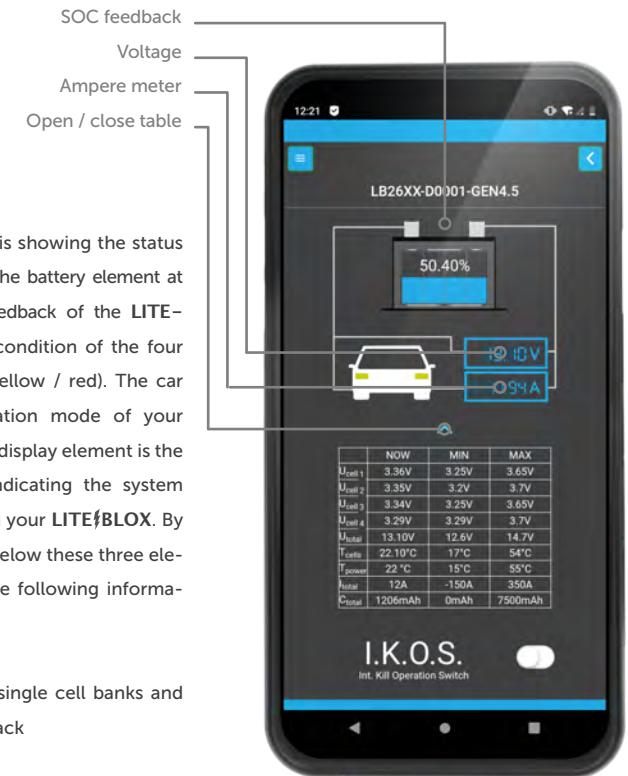 SOC feedback
Voltage
Ampere meter
Open / close table
is showing the status
he battery element at
edback of the LITE–
condition of the four
ellow / red). The car
ation mode of your
display element is the
ndicating the system
your LITE BLOX. By
elow these three ele-
e following informa-
single cell banks and
ack
12:21
LB26XX-D0001-GEN4.5
50.40%
NOW MIN MAX
Ucell 1 3.36V 3.25V 3.65V
Ucell 2 3.35V 3.2V 3.7V
Ucell 3 3.34V 3.25V 3.65V
Ucell 4 3.29V 3.29V 3.7V
Utotal 13.10V 12.6V 14.7V
Tcells 22.10°C 17°C 54°C
Tpower 22 °C 15°C 55°C
Itotal 12A -150A 350A
Ctotal 1206mAh 0mAh 7500mAh
I.K.O.S.
Int. Kill Operation Switch